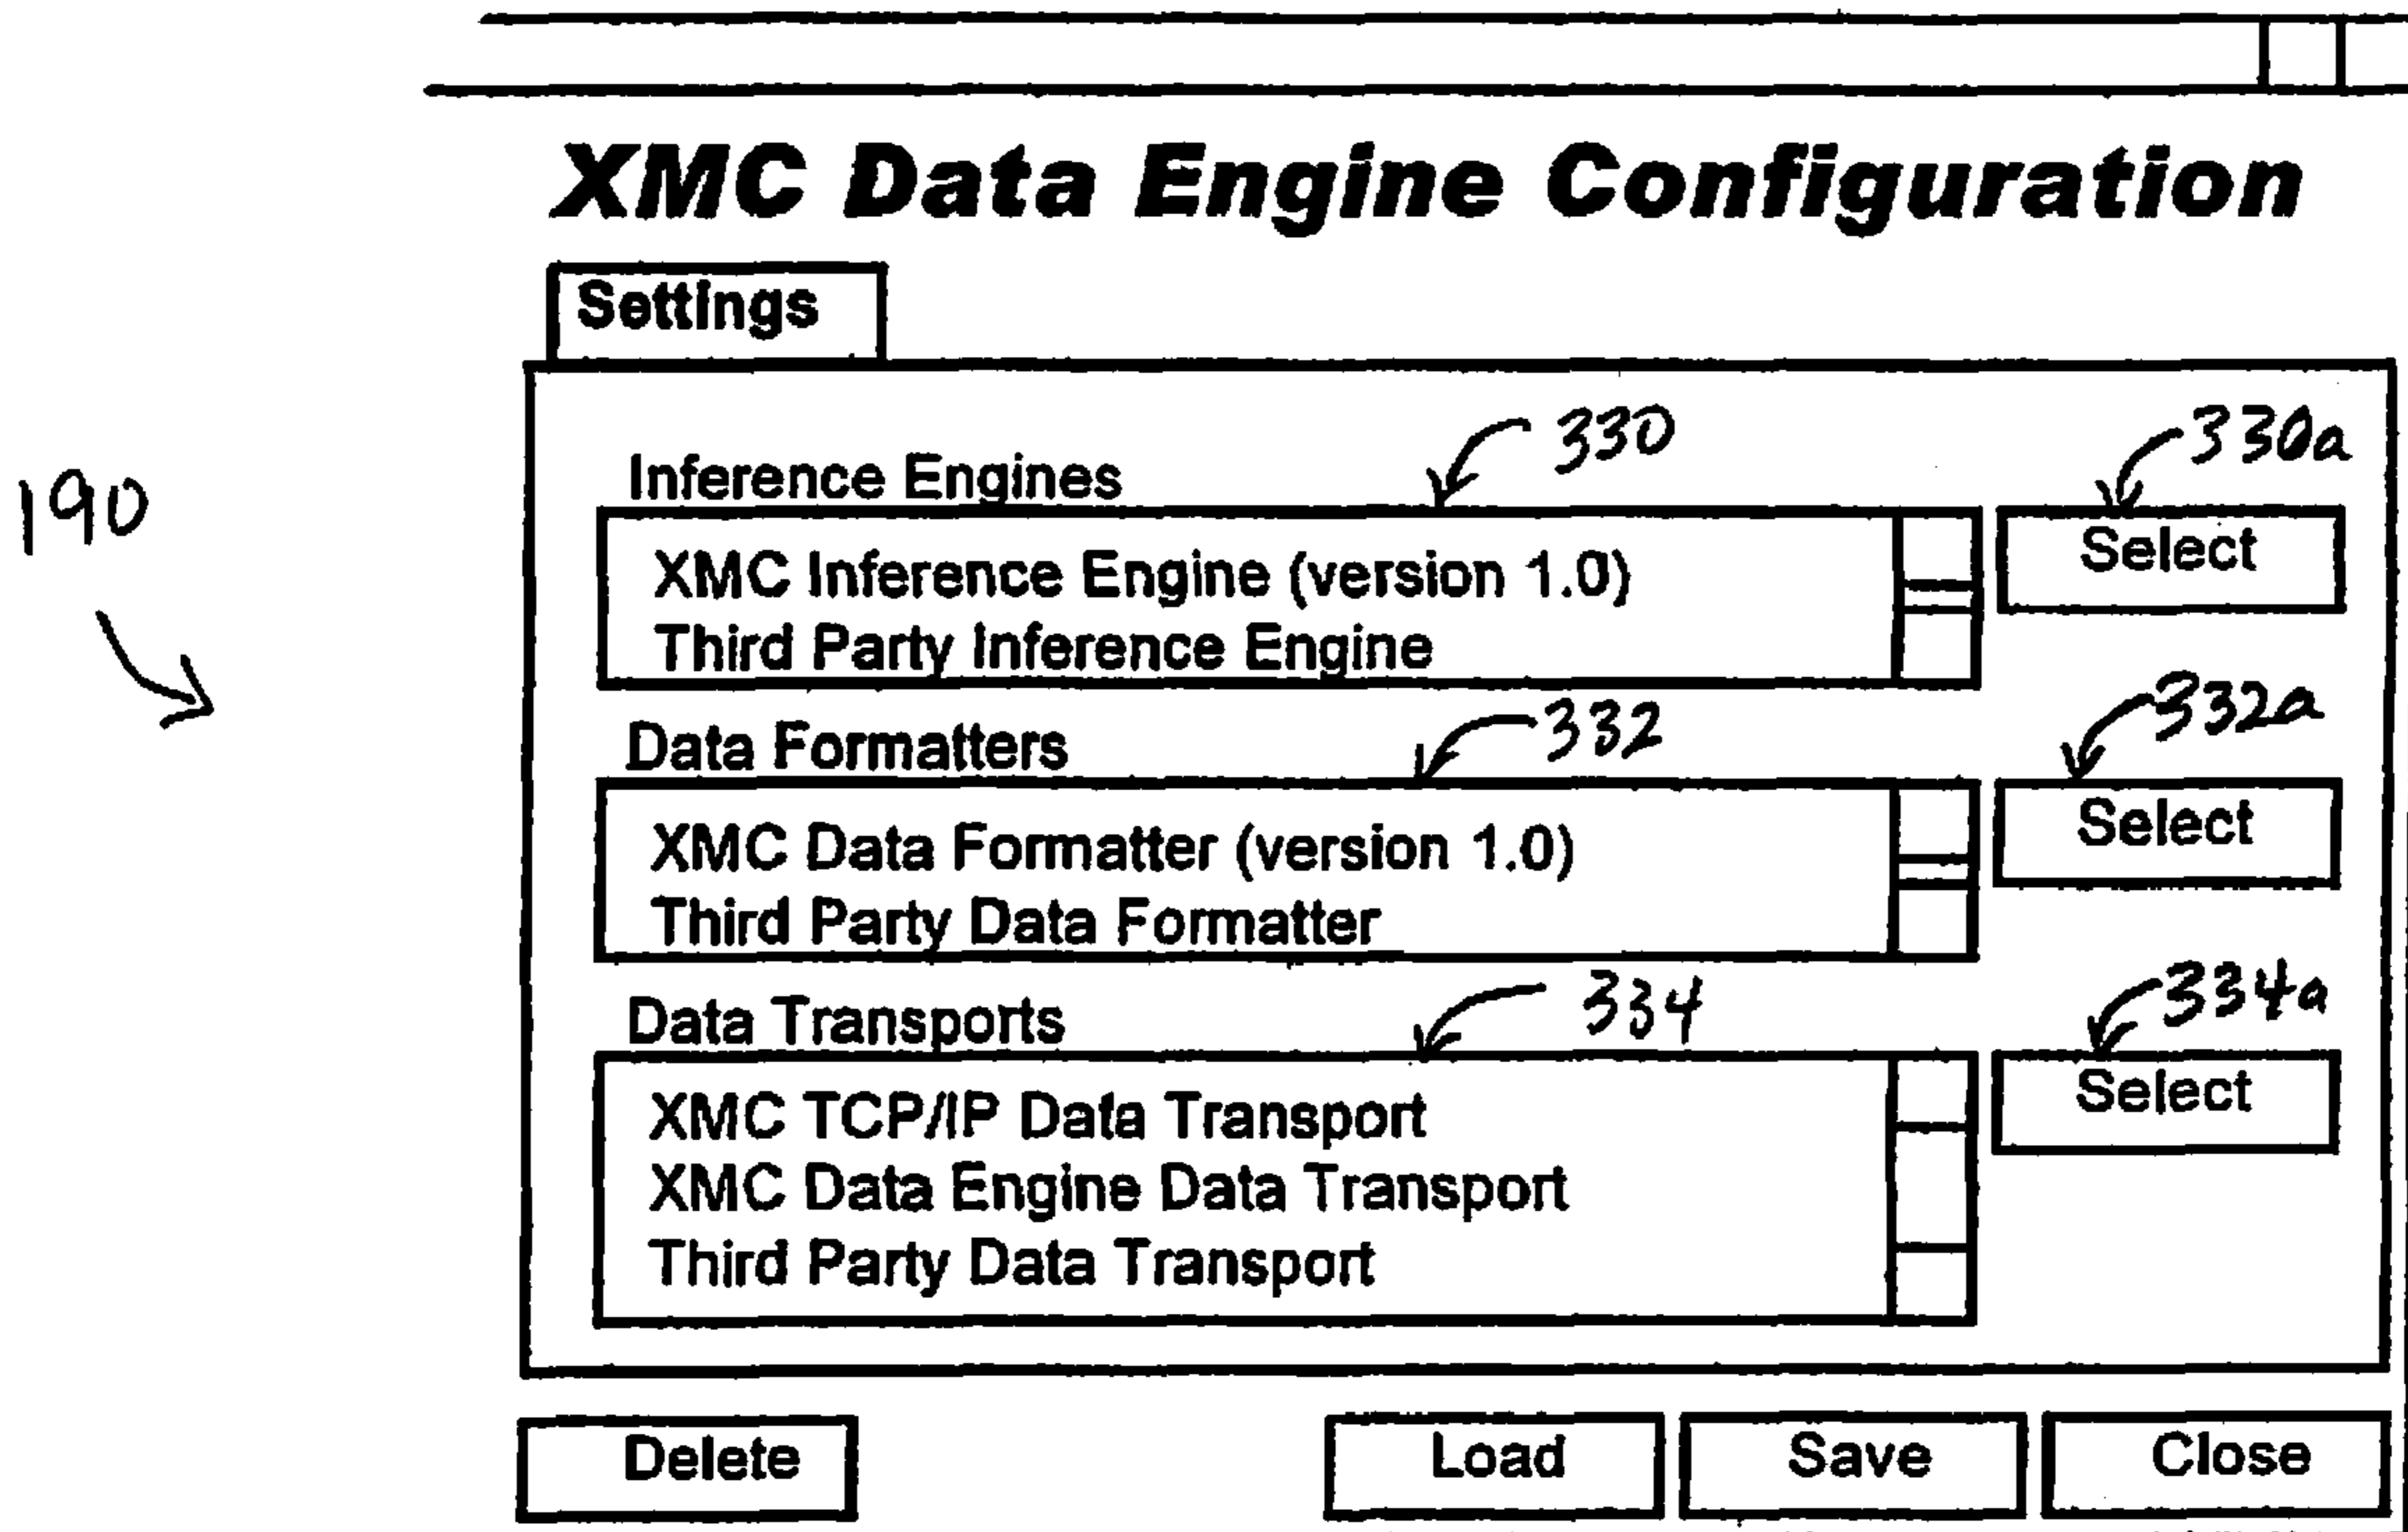 XMC Data Engine Configuration
Settings
330
330a
Inference Engines
Select
190
XMC Inference Engine (version 1.0)
Third Party Inference Engine
332
332a
Data Formatters
Select
XMC Data Formatter (version 1.0)
Third Party Data Formatter
334
334a
Data Transports
Select
XMC TCP/IP Data Transport
XMC Data Engine Data Transport
Third Party Data Transport
Delete Load Save Close